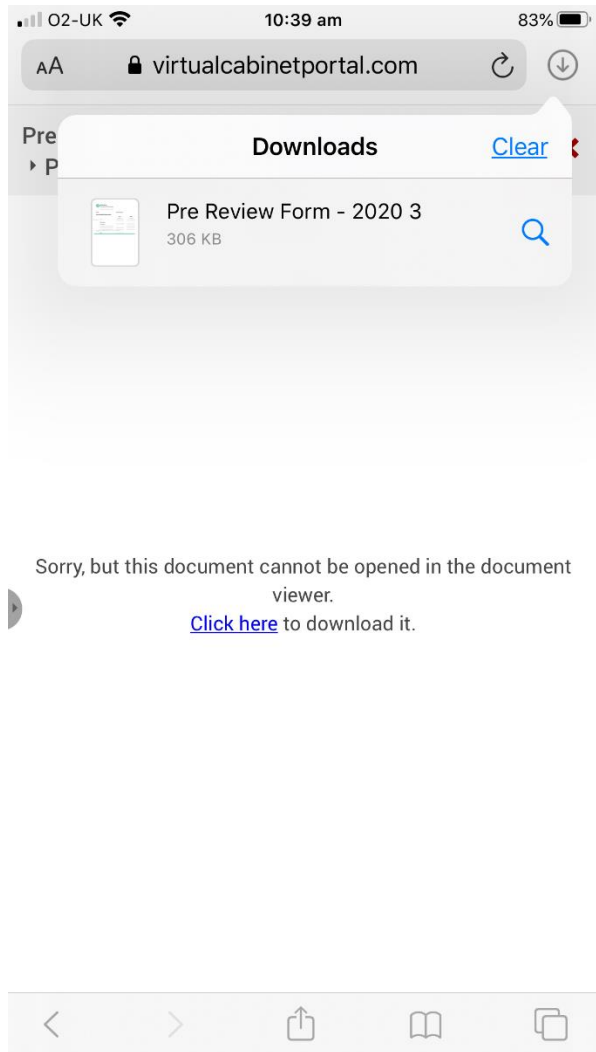 O2-UK 10:39 am 83%
AA virtualcabinetportal.com
Pre
P
Downloads Clear
Pre Review Form - 2020 3
306 KB
Sorry, but this document cannot be opened in the document
viewer.
Click here to download it.